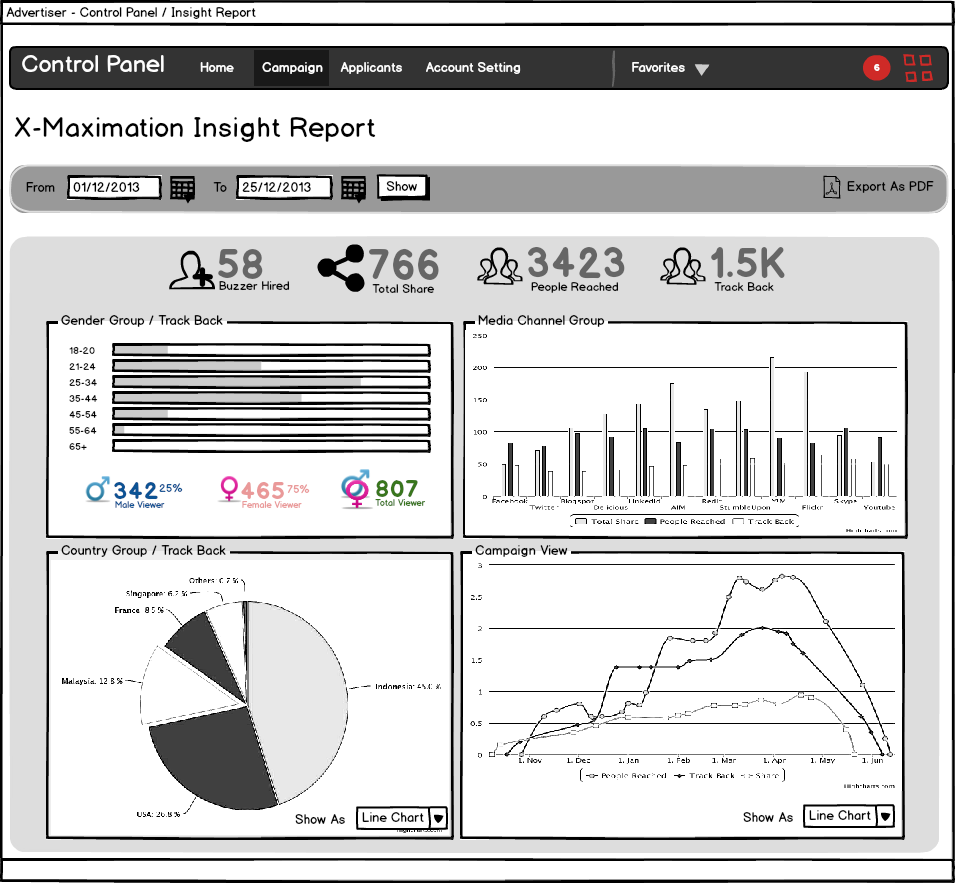 Advertiser - Control Panel / Insight Report
Control Panel Home Campaign Applicants Account Setting Favorites 6
X-Maximation Insight Report
From 01/12/2013 To 25/12/2013 Show Export As PDF
58 Buzzer Hired
766 Total Share
3423 People Reached
1.5K Track Back
Gender Group / Track Back
18-20
21-24
25-34
35-44
45-54
55-64
65+
342 25% Male Viewer
465 75% Female Viewer
807 Total Viewer
Media Channel Group
250
200
150
100
50
0
Facebook Blogspot LinkedId Redit YIM Skype
Twitter Delicious AIM StumbleUpon Flickr Youtube
Total Share People Reached Track Back
Highcharts.com
Country Group / Track Back
Others: 0.7 %
Singapore: 6.2 %
France: 8.5 %
Malaysia: 12.8 %
Indonesia: 45.0 %
USA: 26.8 %
Show As Line Chart
Highcharts.com
Campaign View
3
2.5
2
1.5
1
0.5
0
1. Nov 1. Dec 1. Jan 1. Feb 1. Mar 1. Apr 1. May 1. Jun
People Reached Track Back Share
Highcharts.com
Show As Line Chart